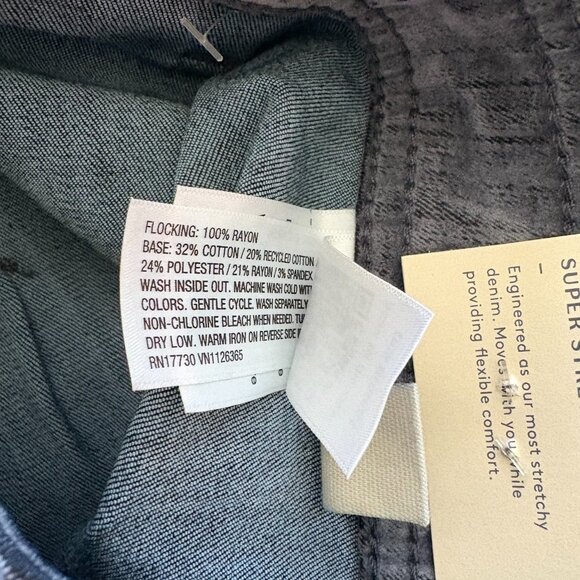 FLOCKING: 100% RAYON
BASE: 32% COTTON / 20% RECYCLED COTTON /
24% POLYESTER / 21% RAYON / 3% SPANDEX
WASH INSIDE OUT. MACHINE WASH COLD WITH
COLORS. GENTLE CYCLE. WASH SEPARATELY
NON-CHLORINE BLEACH WHEN NEEDED.
DRY LOW. WARM IRON ON REVERSE SIDE
RN17730 VN1126365
SUPER
–
Engineered as our most stretchy
denim. Moves with you while
providing flexible comfort.